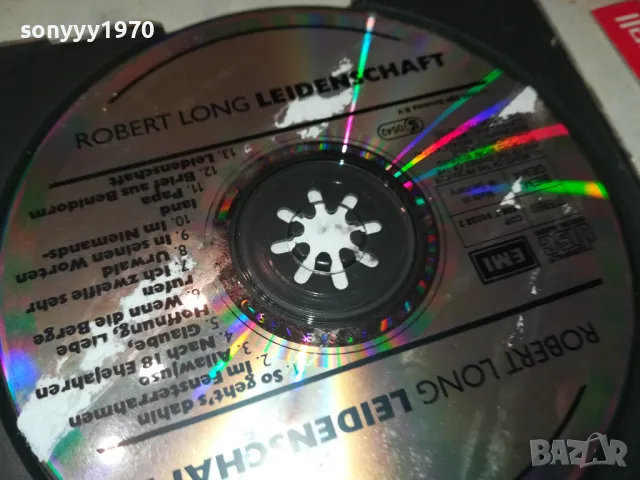 sonyyy1970
ROBERT LONG LEIDENSCHAFT
1. So geht's dahin
2. Im Fensterrahmen
3. Allawjuso
4. Nach 18 Ehejahren
5. Glaube, Hoffnung, Liebe
6. Wenn die Berge
rufen
7. Ich zweifle sehr
8. Urwald
9. In seinen Worten
10. Im Niemands-
land
11. Papa
12. Brief aus Benidorm
13. Leidenschaft
EMI
ROBERT LONG LEIDENSCHAFT
BAZAR